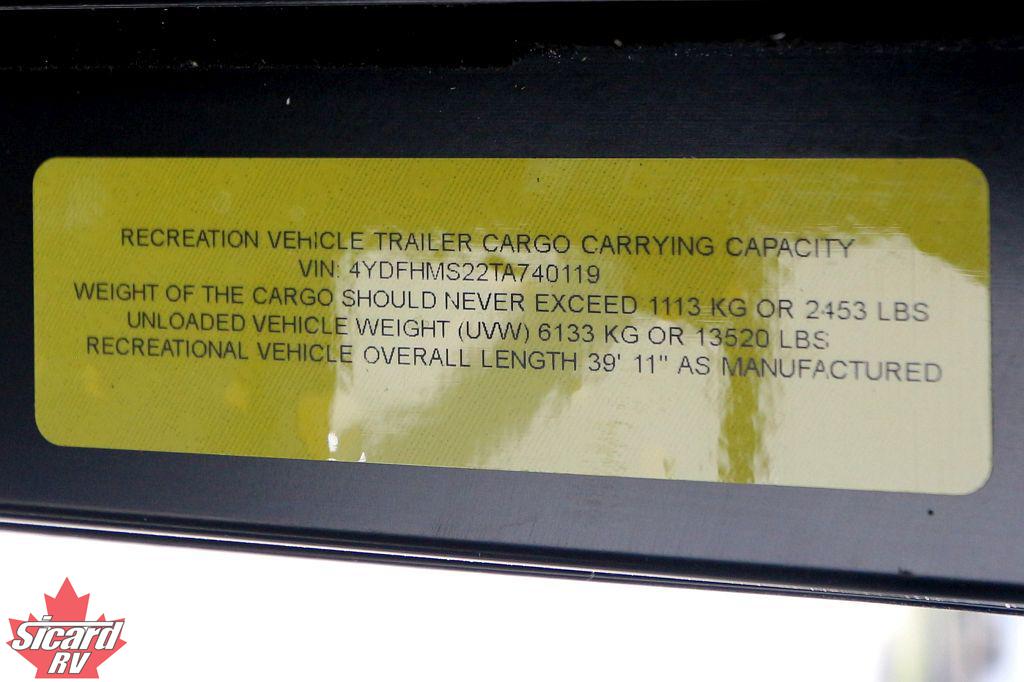 RECREATION VEHICLE TRAILER CARGO CARRYING CAPACITY
VIN: 4YDFHMS22TA740119
WEIGHT OF THE CARGO SHOULD NEVER EXCEED 1113 KG OR 2453 LBS
UNLOADED VEHICLE WEIGHT (UVW) 6133 KG OR 13520 LBS
RECREATIONAL VEHICLE OVERALL LENGTH 39' 11" AS MANUFACTURED
Sicard
RV